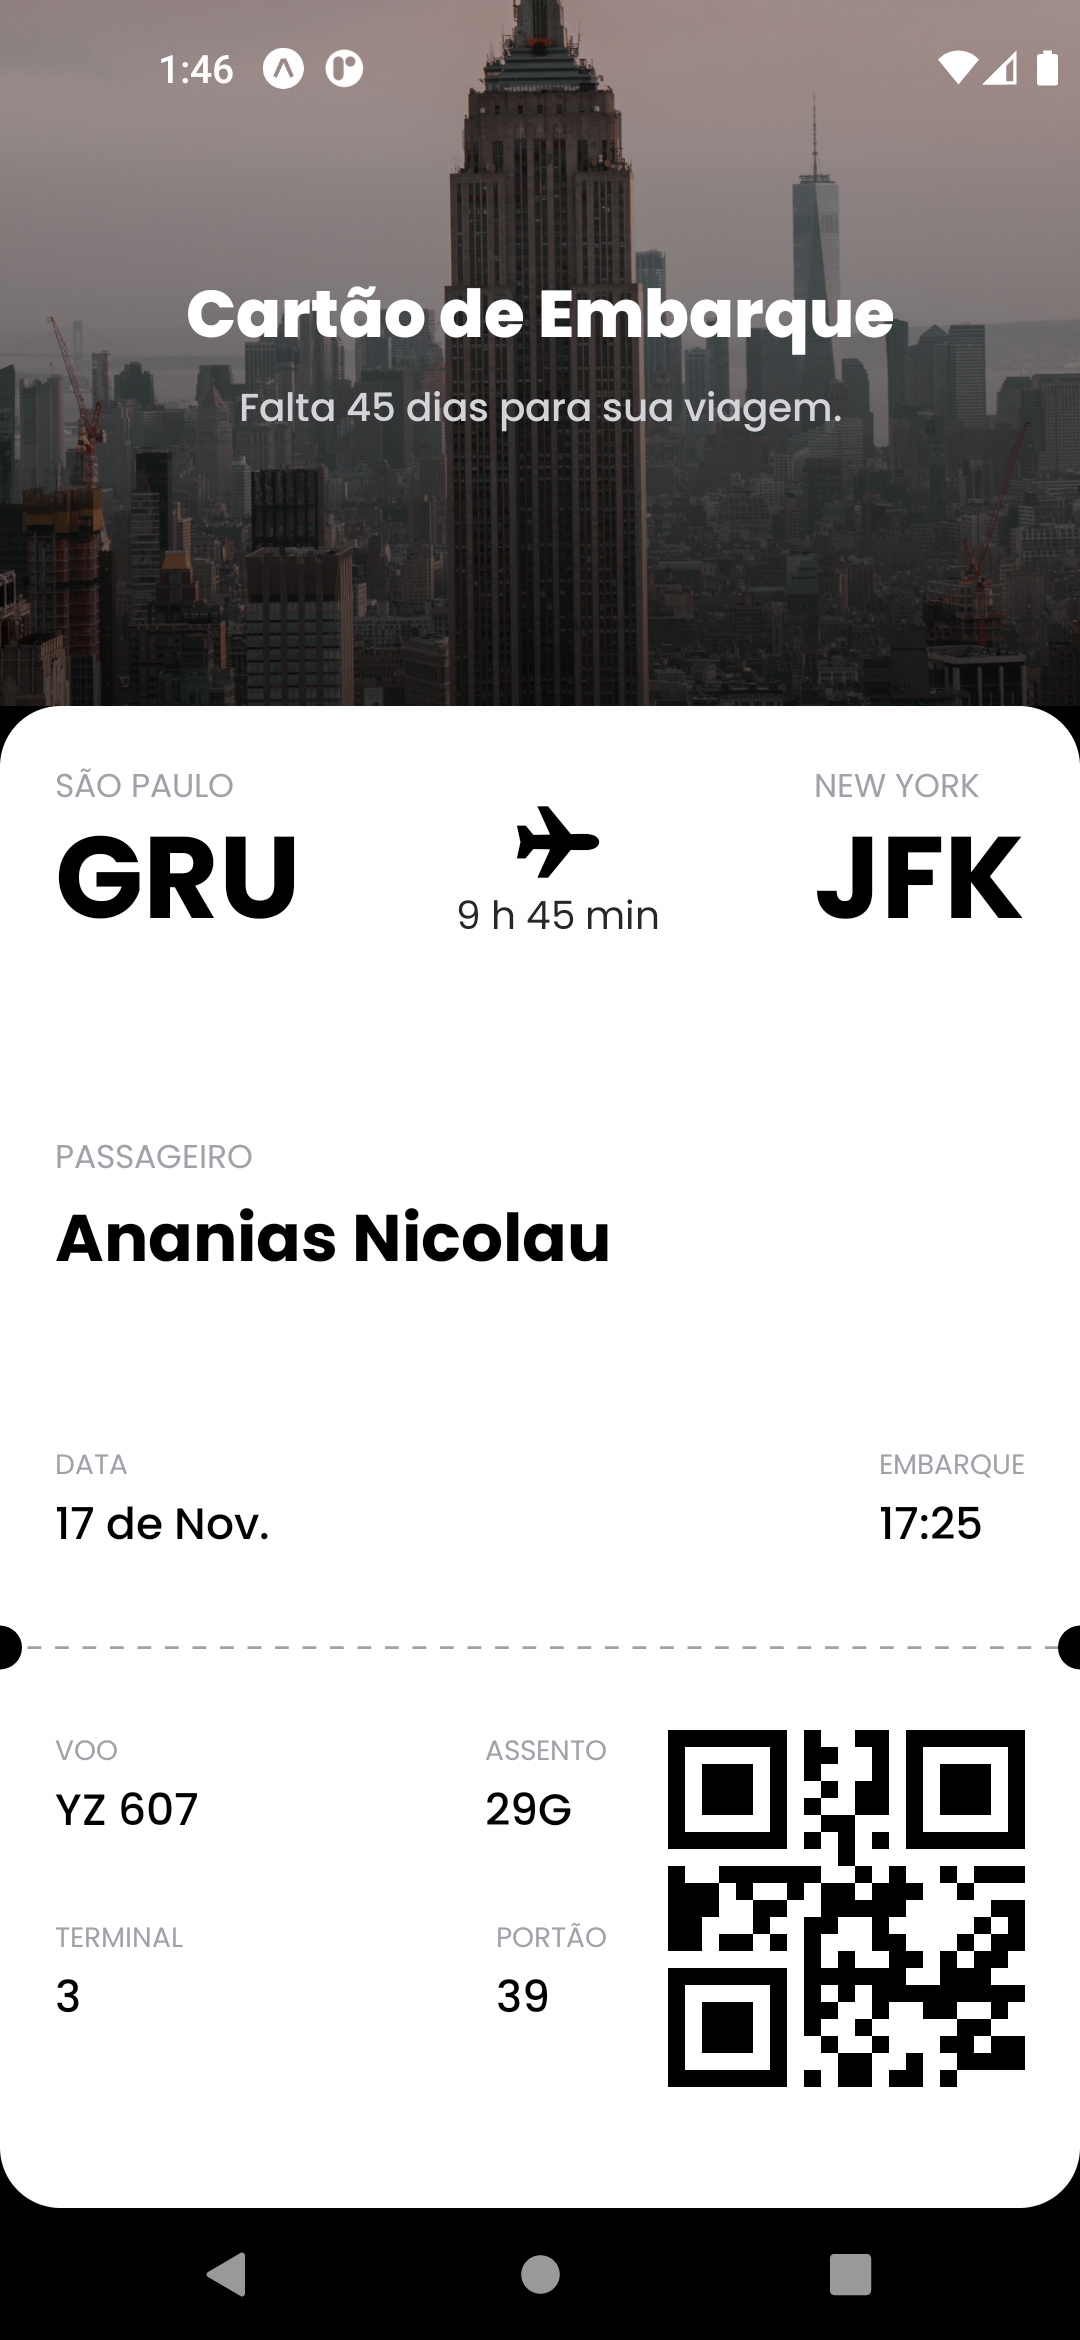 1:46
Cartão de Embarque
Falta 45 dias para sua viagem.
SÃO PAULO
NEW YORK
GRU
JFK
9 h 45 min
PASSAGEIRO
Ananias Nicolau
DATA
EMBARQUE
17 de Nov.
17:25
VOO
ASSENTO
YZ 607
29G
TERMINAL
PORTÃO
3
39